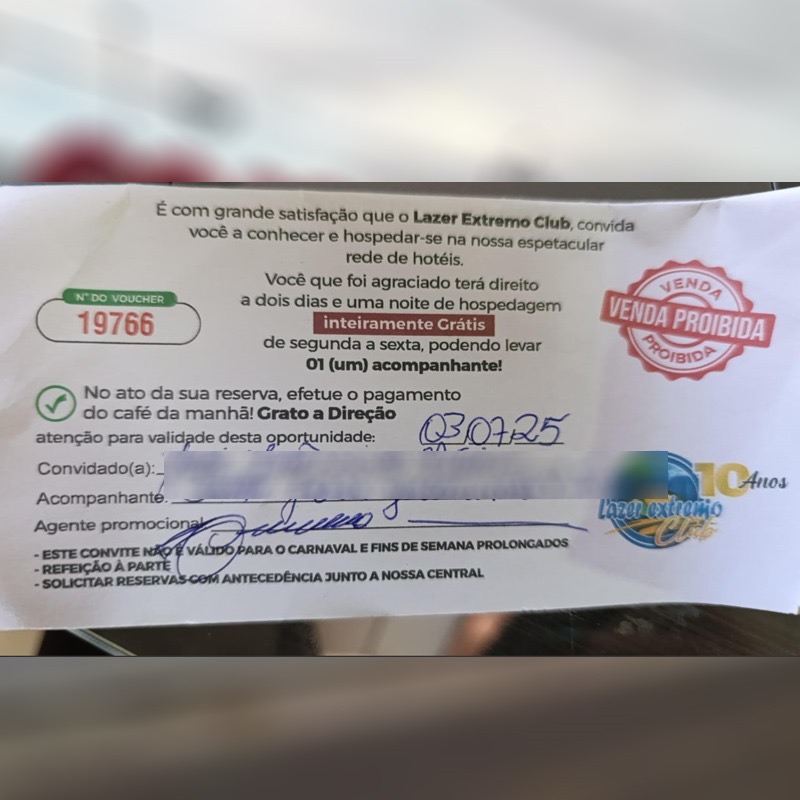 É com grande satisfação que o Lazer Extremo Club, convida
você a conhecer e hospedar-se na nossa espetacular
rede de hotéis.
Você que foi agraciado terá direito
a dois dias e uma noite de hospedagem
inteiramente Grátis
de segunda a sexta, podendo levar
01 (um) acompanhante!
Nº DO VOUCHER
19766
VENDA
VENDA PROIBIDA
PROIBIDA
No ato da sua reserva, efetue o pagamento
do café da manhã! Grato a Direção
atenção para validade desta oportunidade: 03,07,25
Convidado(a):
Acompanhante:
Agente promocional
10 Anos
Lazer extremo
Club
- ESTE CONVITE NÃO É VÁLIDO PARA O CARNAVAL E FINS DE SEMANA PROLONGADOS
- REFEIÇÃO À PARTE
- SOLICITAR RESERVAS COM ANTECEDÊNCIA JUNTO A NOSSA CENTRAL